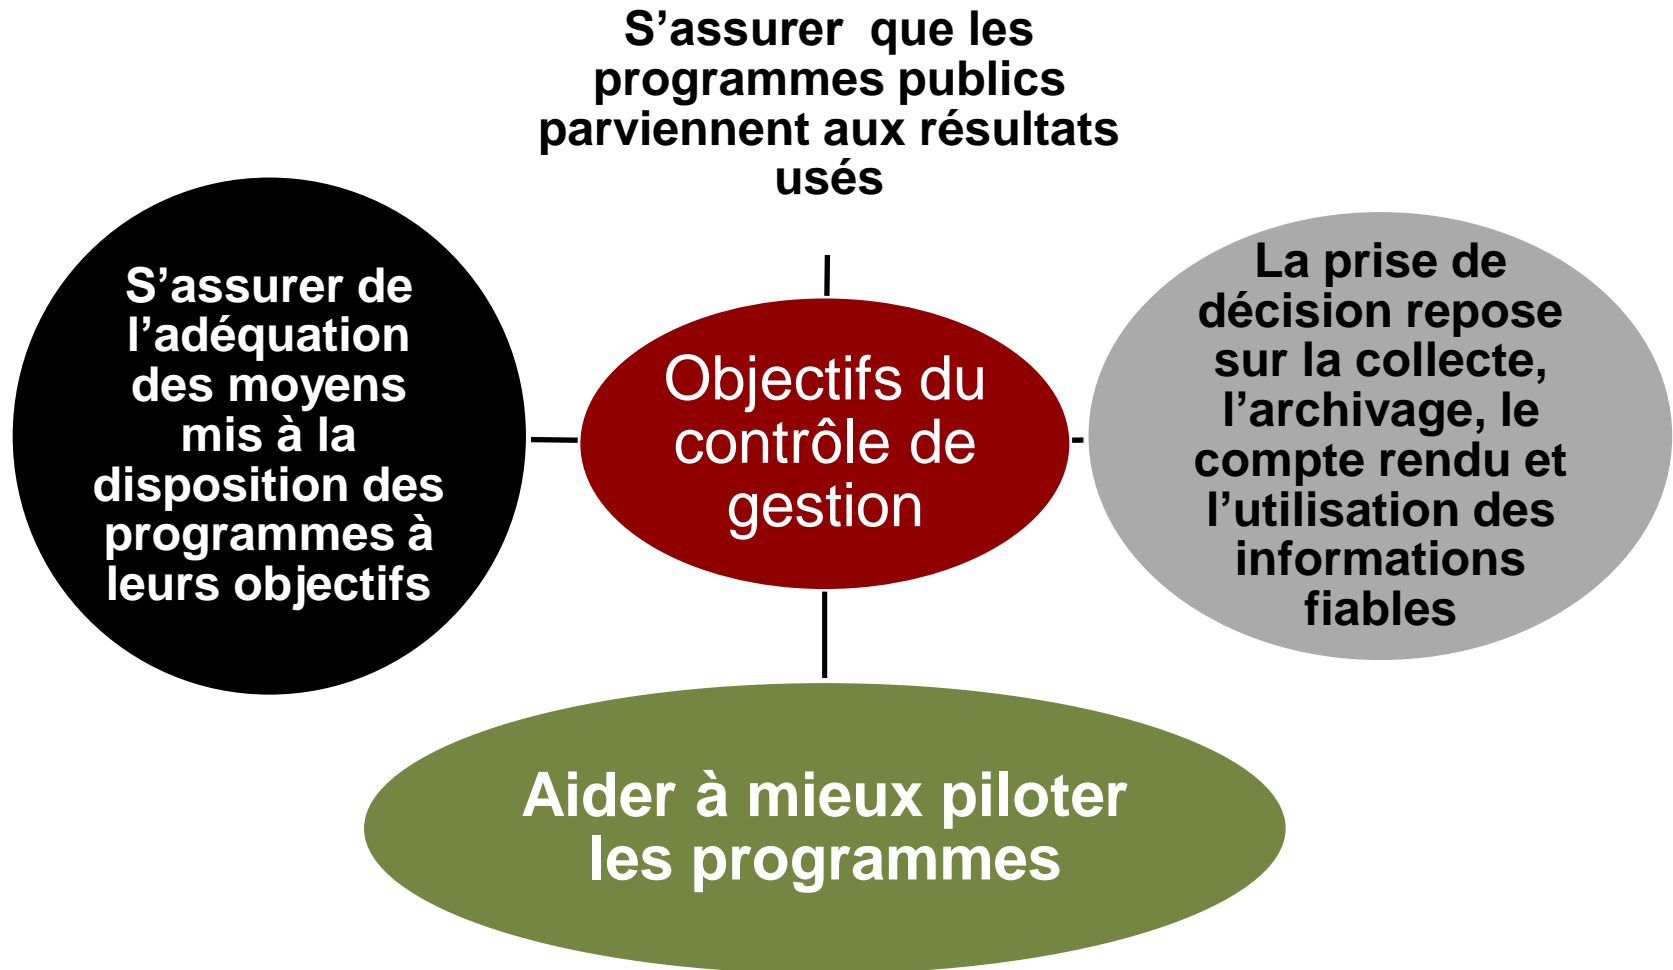 S’assurer  que les
programmes publics
parviennent aux résultats
usés
S’assurer de
l’adéquation
des moyens
mis à la
disposition des
programmes à
leurs objectifs
Objectifs du
contrôle de
gestion
La prise de
décision repose
sur la collecte,
l’archivage, le
compte rendu et
l’utilisation des
informations
fiables
Aider à mieux piloter
les programmes